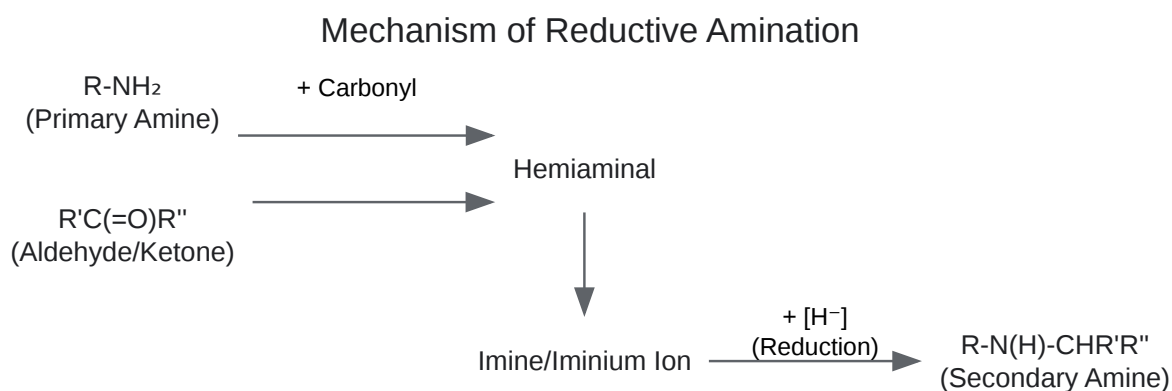 Mechanism of Reductive Amination
R-NH₂
(Primary Amine)
+ Carbonyl
Hemiaminal
R'C(=O)R''
(Aldehyde/Ketone)
+ [H⁻]
(Reduction)
Imine/Iminium Ion
R-N(H)-CHR'R''
(Secondary Amine)